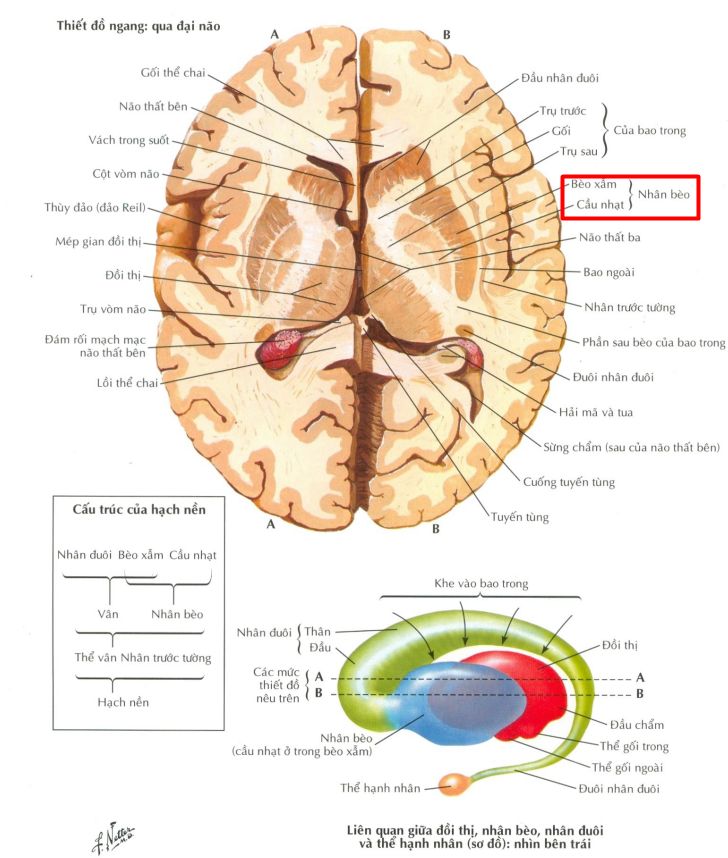 Thiết đồ ngang: qua đại não
A
B
Gối thể chai
Não thất bên
Vách trong suốt
Cột vòm não
Thùy đảo (đảo Reil)
Mép gian đồi thị
Đồi thị
Trụ vòm não
Đám rối mạch mạc
não thất bên
Lồi thể chai
Đầu nhân đuôi
Trụ trước
Gối
Trụ sau
Của bao trong
Bèo xẫm
Cầu nhạt
Nhân bèo
Não thất ba
Bao ngoài
Nhân trước tường
Phần sau bèo của bao trong
Đuôi nhân đuôi
Hải mã và tua
Sừng chẩm (sau của não thất bên)
Cuống tuyến tùng
Tuyến tùng
A
B
Cấu trúc của hạch nền
Nhân đuôi Bèo xẫm Cầu nhạt
Vân Nhân bèo
Thể vân Nhân trước tường
Hạch nền
Khe vào bao trong
Nhân đuôi
Thân
Đầu
Các mức
thiết đồ
nêu trên
A
B
A
B
Đồi thị
Đầu chẩm
Thể gối trong
Thể gối ngoài
Đuôi nhân đuôi
Nhân bèo
(cầu nhạt ở trong bèo xẫm)
Thể hạnh nhân
Liên quan giữa đồi thị, nhân bèo, nhân đuôi
và thể hạnh nhân (sơ đồ): nhìn bên trái
F. Netter
M.D.